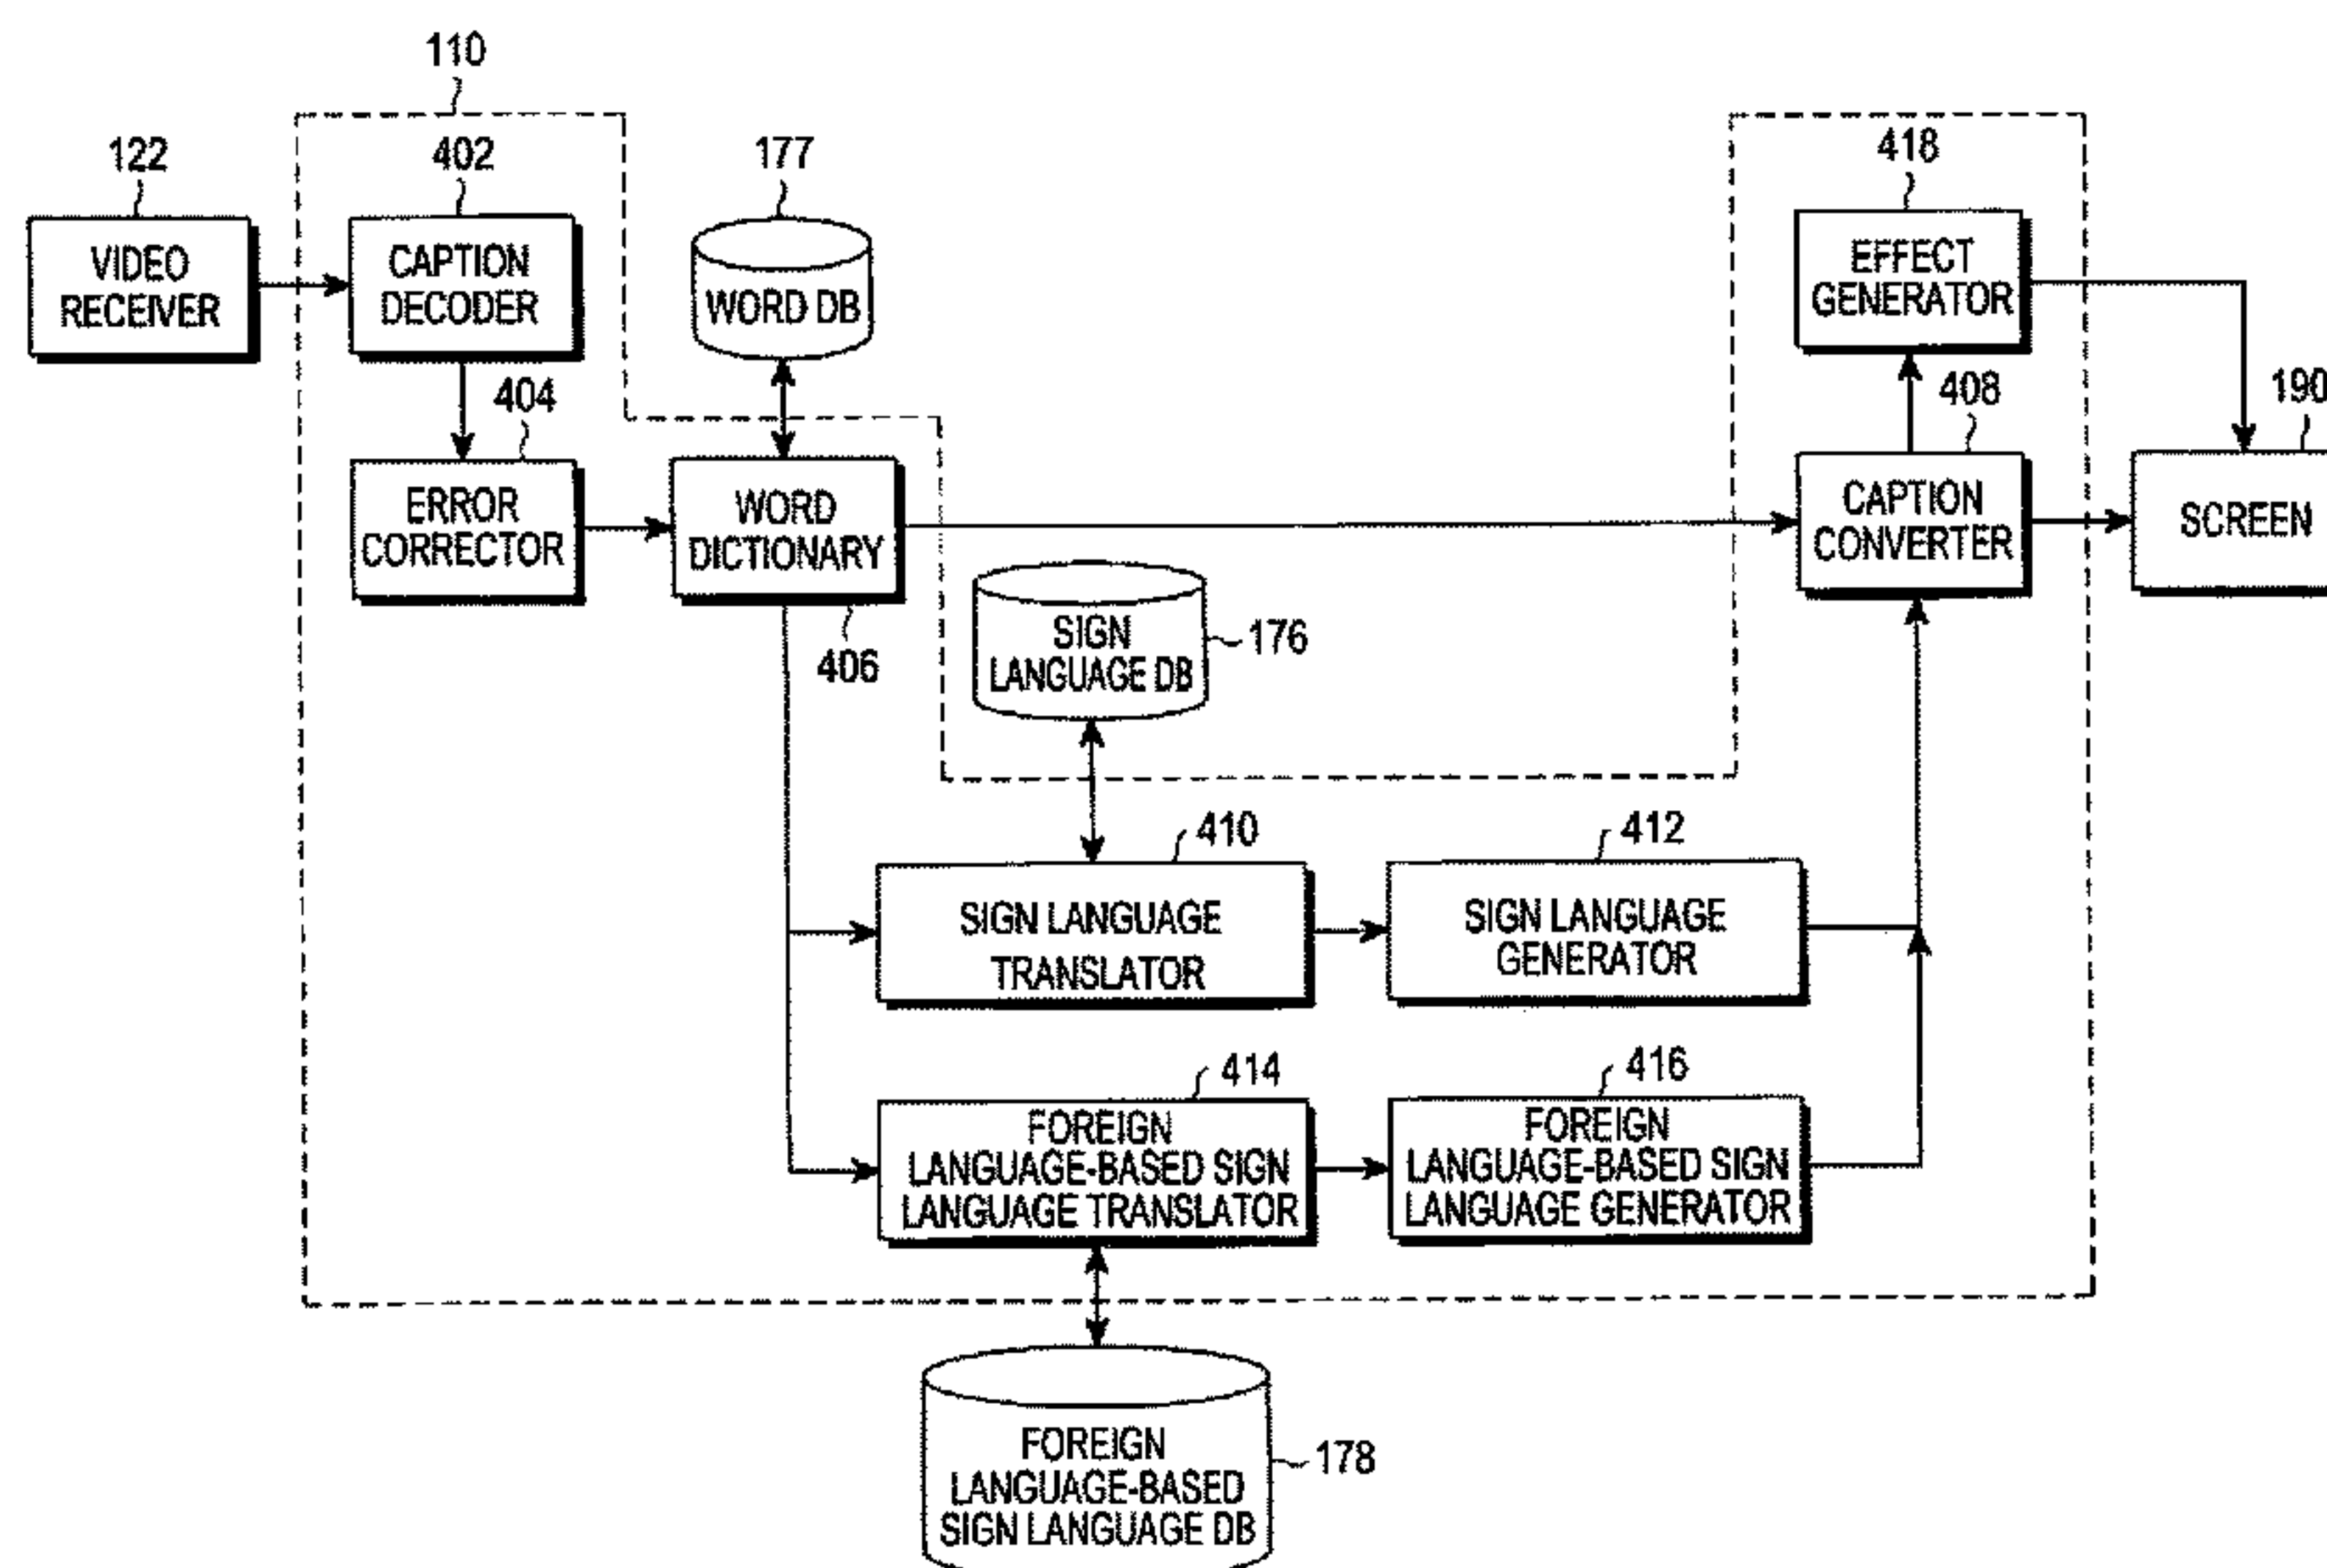 110
122
402
177
418
VIDEO
RECEIVER
CAPTION
DECODER
WORD DB
EFFECT
GENERATOR
404
408
190
ERROR
CORRECTOR
WORD
DICTIONARY
CAPTION
CONVERTER
SCREEN
406
SIGN
LANGUAGE DB
176
410
412
SIGN LANGUAGE
TRANSLATOR
SIGN LANGUAGE
GENERATOR
414
416
FOREIGN
LANGUAGE-BASED SIGN
LANGUAGE TRANSLATOR
FOREIGN
LANGUAGE-BASED SIGN
LANGUAGE GENERATOR
FOREIGN
LANGUAGE-BASED
SIGN LANGUAGE DB
178